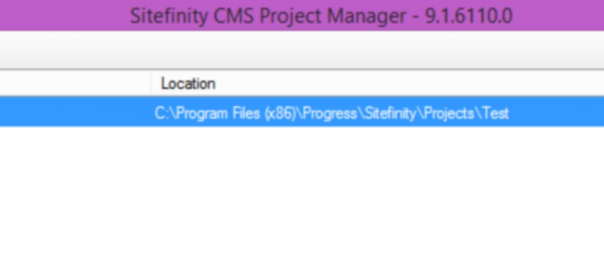 Sitefinity CMS Project Manager - 9.1.6110.0
Location
C:\Program Files (x86)\Progress\Sitefinity\Projects\Test